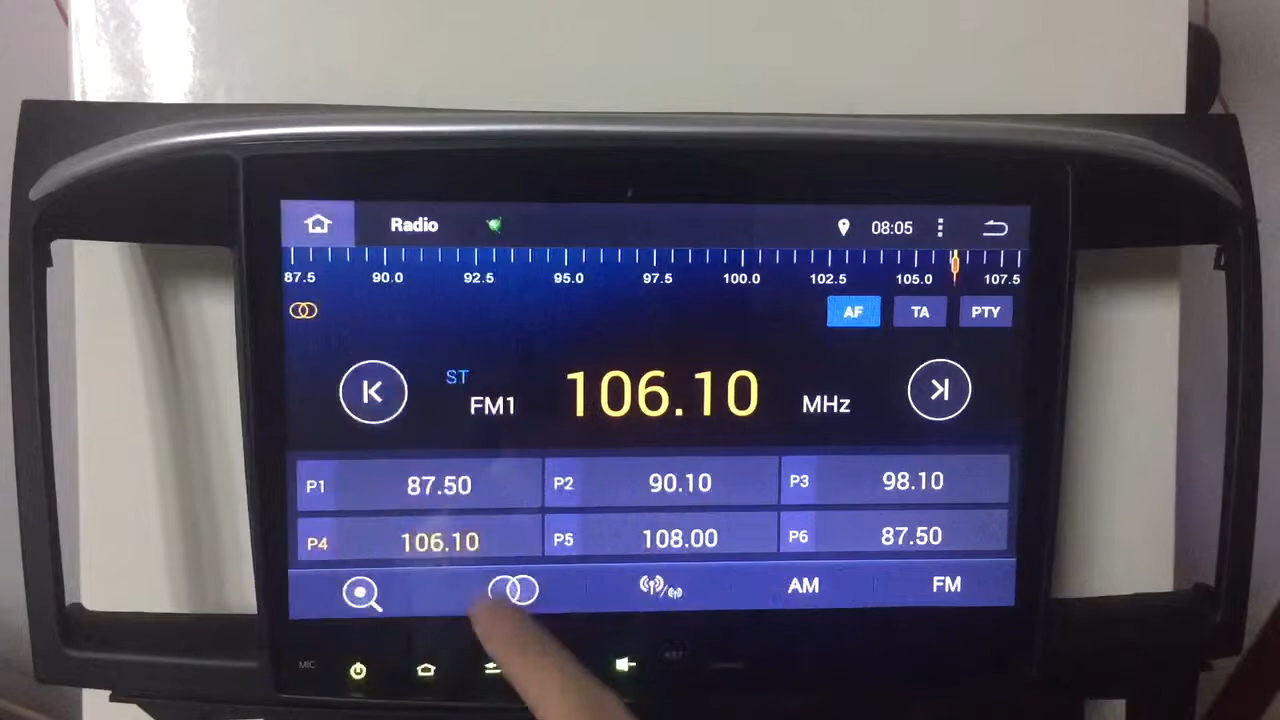 Radio 08:05
87.5 90.0 92.5 95.0 97.5 100.0 102.5 105.0 107.5
AF TA PTY
ST
FM1 106.10 MHz
P1 87.50 P2 90.10 P3 98.10
P4 106.10 P5 108.00 P6 87.50
AM FM
MIC